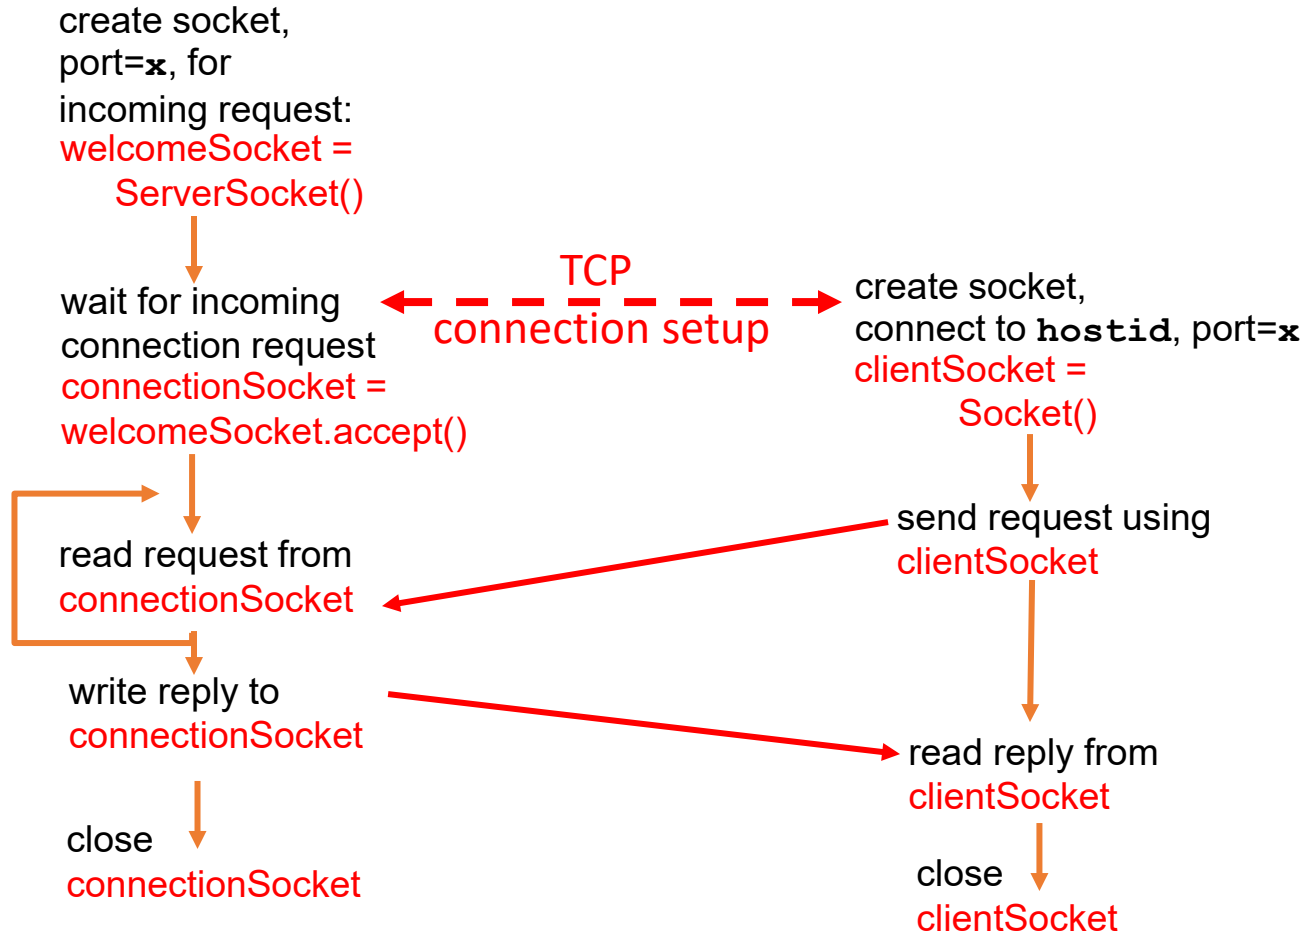 create socket,
port=x, for
incoming request:
welcomeSocket =
ServerSocket()
wait for incoming
connection request
connectionSocket =
welcomeSocket.accept()
TCP
connection setup
create socket,
connect to hostid, port=x
clientSocket =
Socket()
read request from
connectionSocket
send request using
clientSocket
write reply to
connectionSocket
read reply from
clientSocket
close
connectionSocket
close
clientSocket